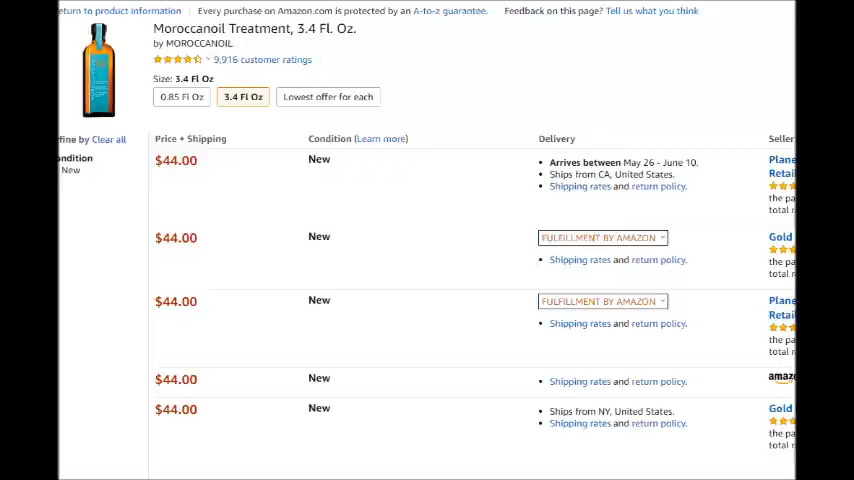 eturn to product information | Every purchase on Amazon.com is protected by an A-to-z guarantee. Feedback on this page? Tell us what you think
Moroccanoil Treatment, 3.4 Fl. Oz.
by MOROCCANOIL
9,916 customer ratings
Size: 3.4 Fl Oz
0.85 Fl Oz 3.4 Fl Oz Lowest offer for each
efine by Clear all
Price + Shipping Condition (Learn more) Delivery Seller
ondition
New
$44.00 New
• Arrives between May 26 - June 10.
• Ships from CA, United States.
• Shipping rates and return policy.
Plane
Retail
the pa
total r
$44.00 New FULFILLMENT BY AMAZON Gold
• Shipping rates and return policy.
the pa
total r
$44.00 New FULFILLMENT BY AMAZON Plane
Retail
• Shipping rates and return policy.
the pa
total r
$44.00 New • Shipping rates and return policy. amaz
$44.00 New • Ships from NY, United States. Gold
• Shipping rates and return policy.
the pa
total r